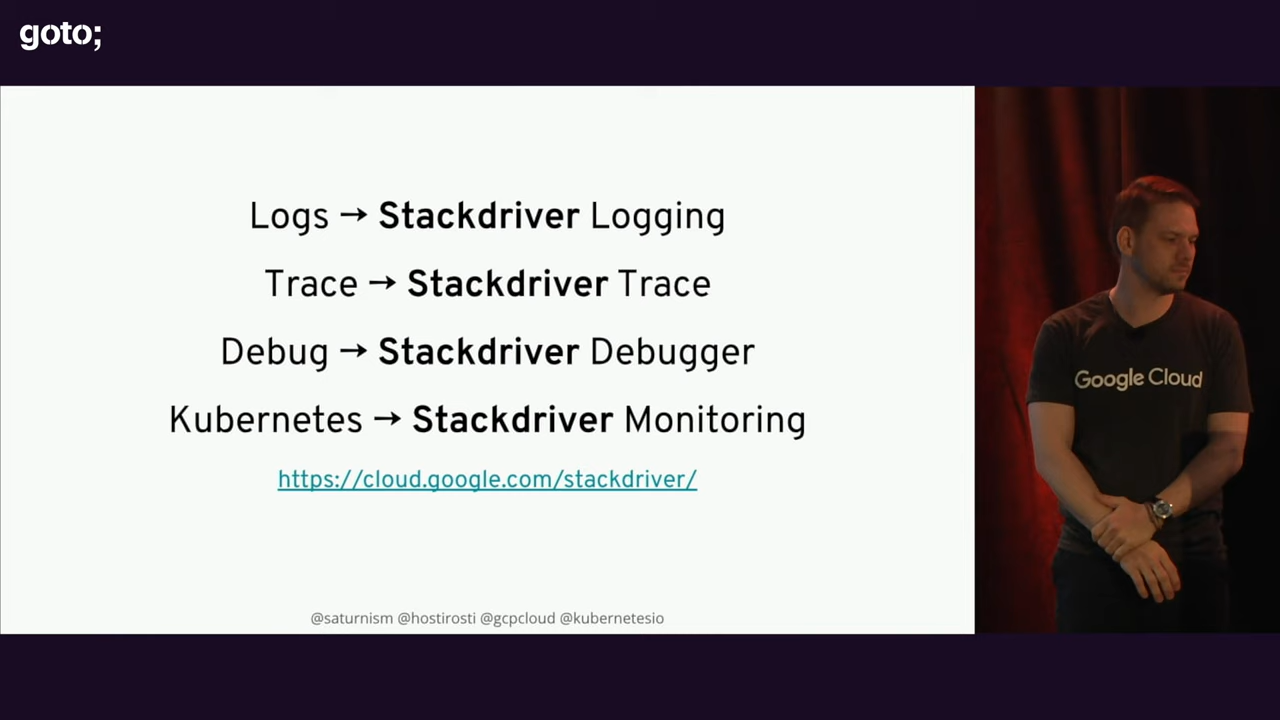 goto;
Logs → Stackdriver Logging
Trace → Stackdriver Trace
Debug → Stackdriver Debugger
Kubernetes → Stackdriver Monitoring
https://cloud.google.com/stackdriver/
@saturnism @hostirosti @gcpcloud @kubernetesio
Google Cloud